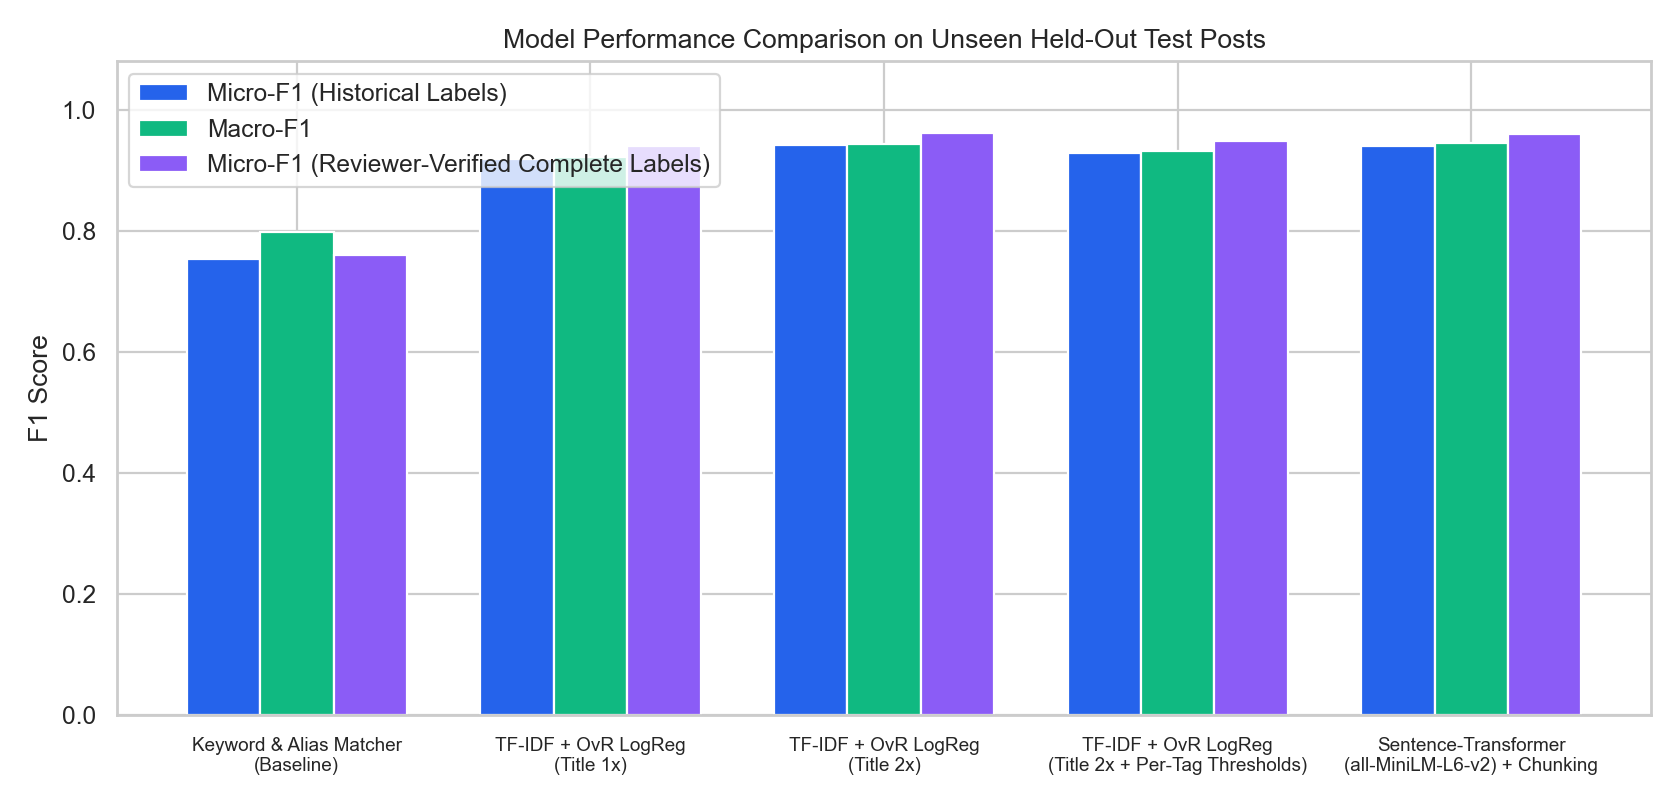 Model Performance Comparison on Unseen Held-Out Test Posts
Micro-F1 (Historical Labels)
Macro-F1
Micro-F1 (Reviewer-Verified Complete Labels)
F1 Score
1.0
0.8
0.6
0.4
0.2
0.0
Keyword & Alias Matcher
(Baseline)
TF-IDF + OvR LogReg
(Title 1x)
TF-IDF + OvR LogReg
(Title 2x)
TF-IDF + OvR LogReg
(Title 2x + Per-Tag Thresholds)
Sentence-Transformer
(all-MiniLM-L6-v2) + Chunking